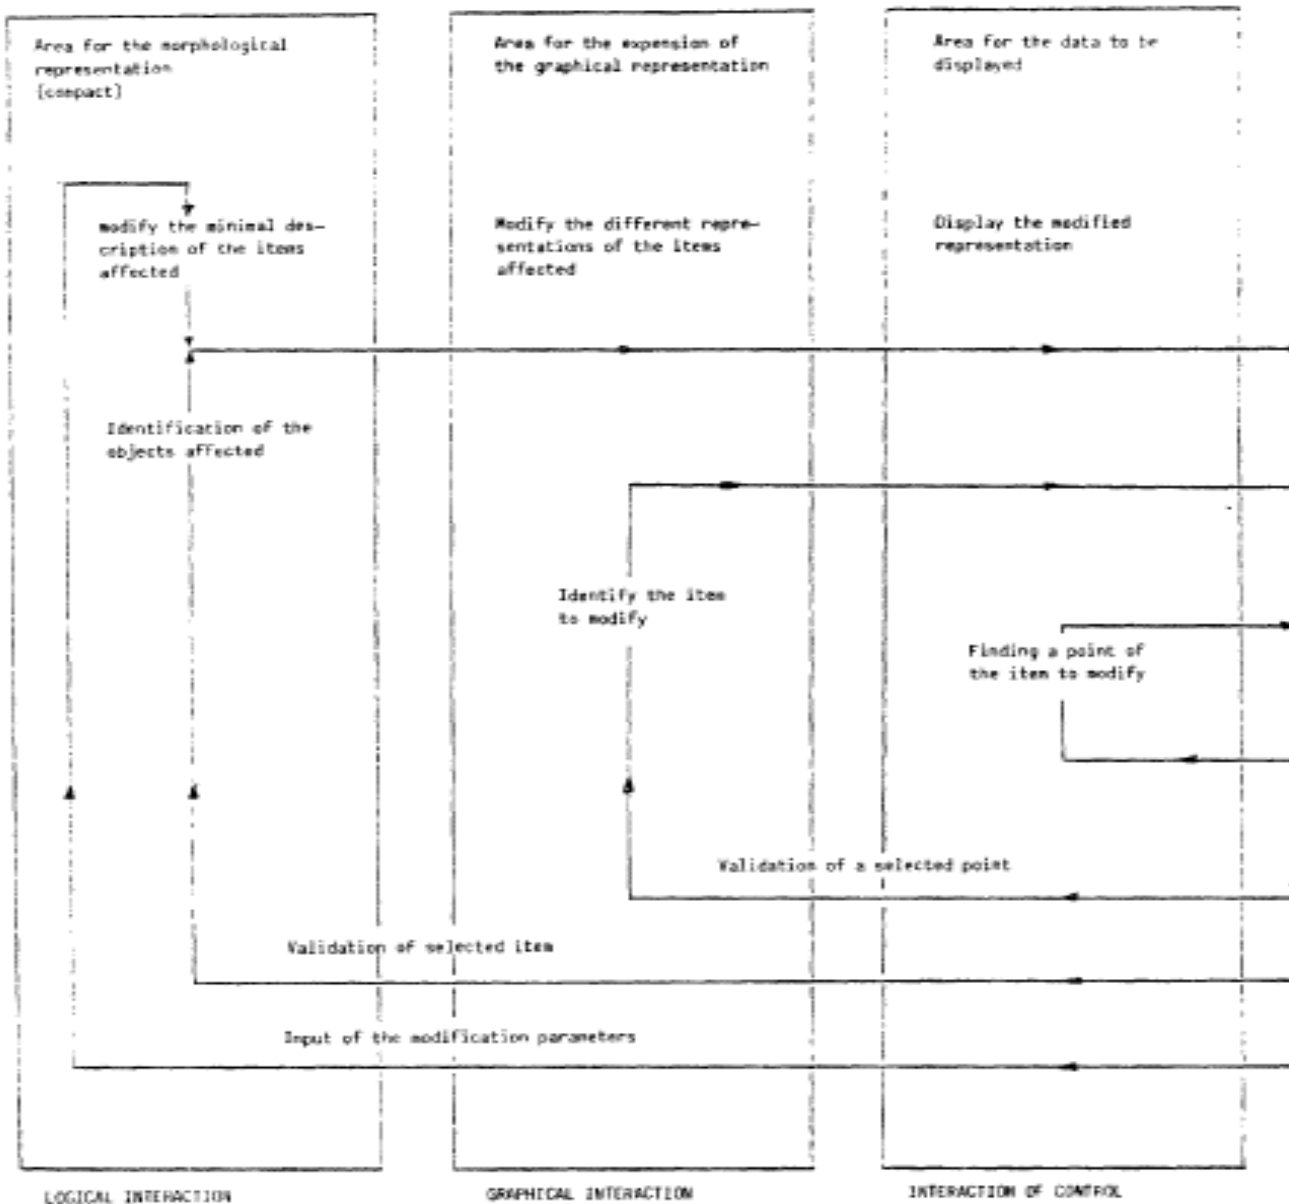 Area for the morphological
representation
[compact]
Area for the expension of
the graphical representation
Area for the data to be
displayed
modify the minimal des-
cription of the items
affected
Modify the different repre-
sentations of the items
affected
Display the modified
representation
Identification of the
objects affected
Identify the item
to modify
Finding a point of
the item to modify
Validation of a selected point
Validation of selected item
Input of the modification parameters
LOGICAL INTERACTION
GRAPHICAL INTERACTION
INTERACTION OF CONTROL